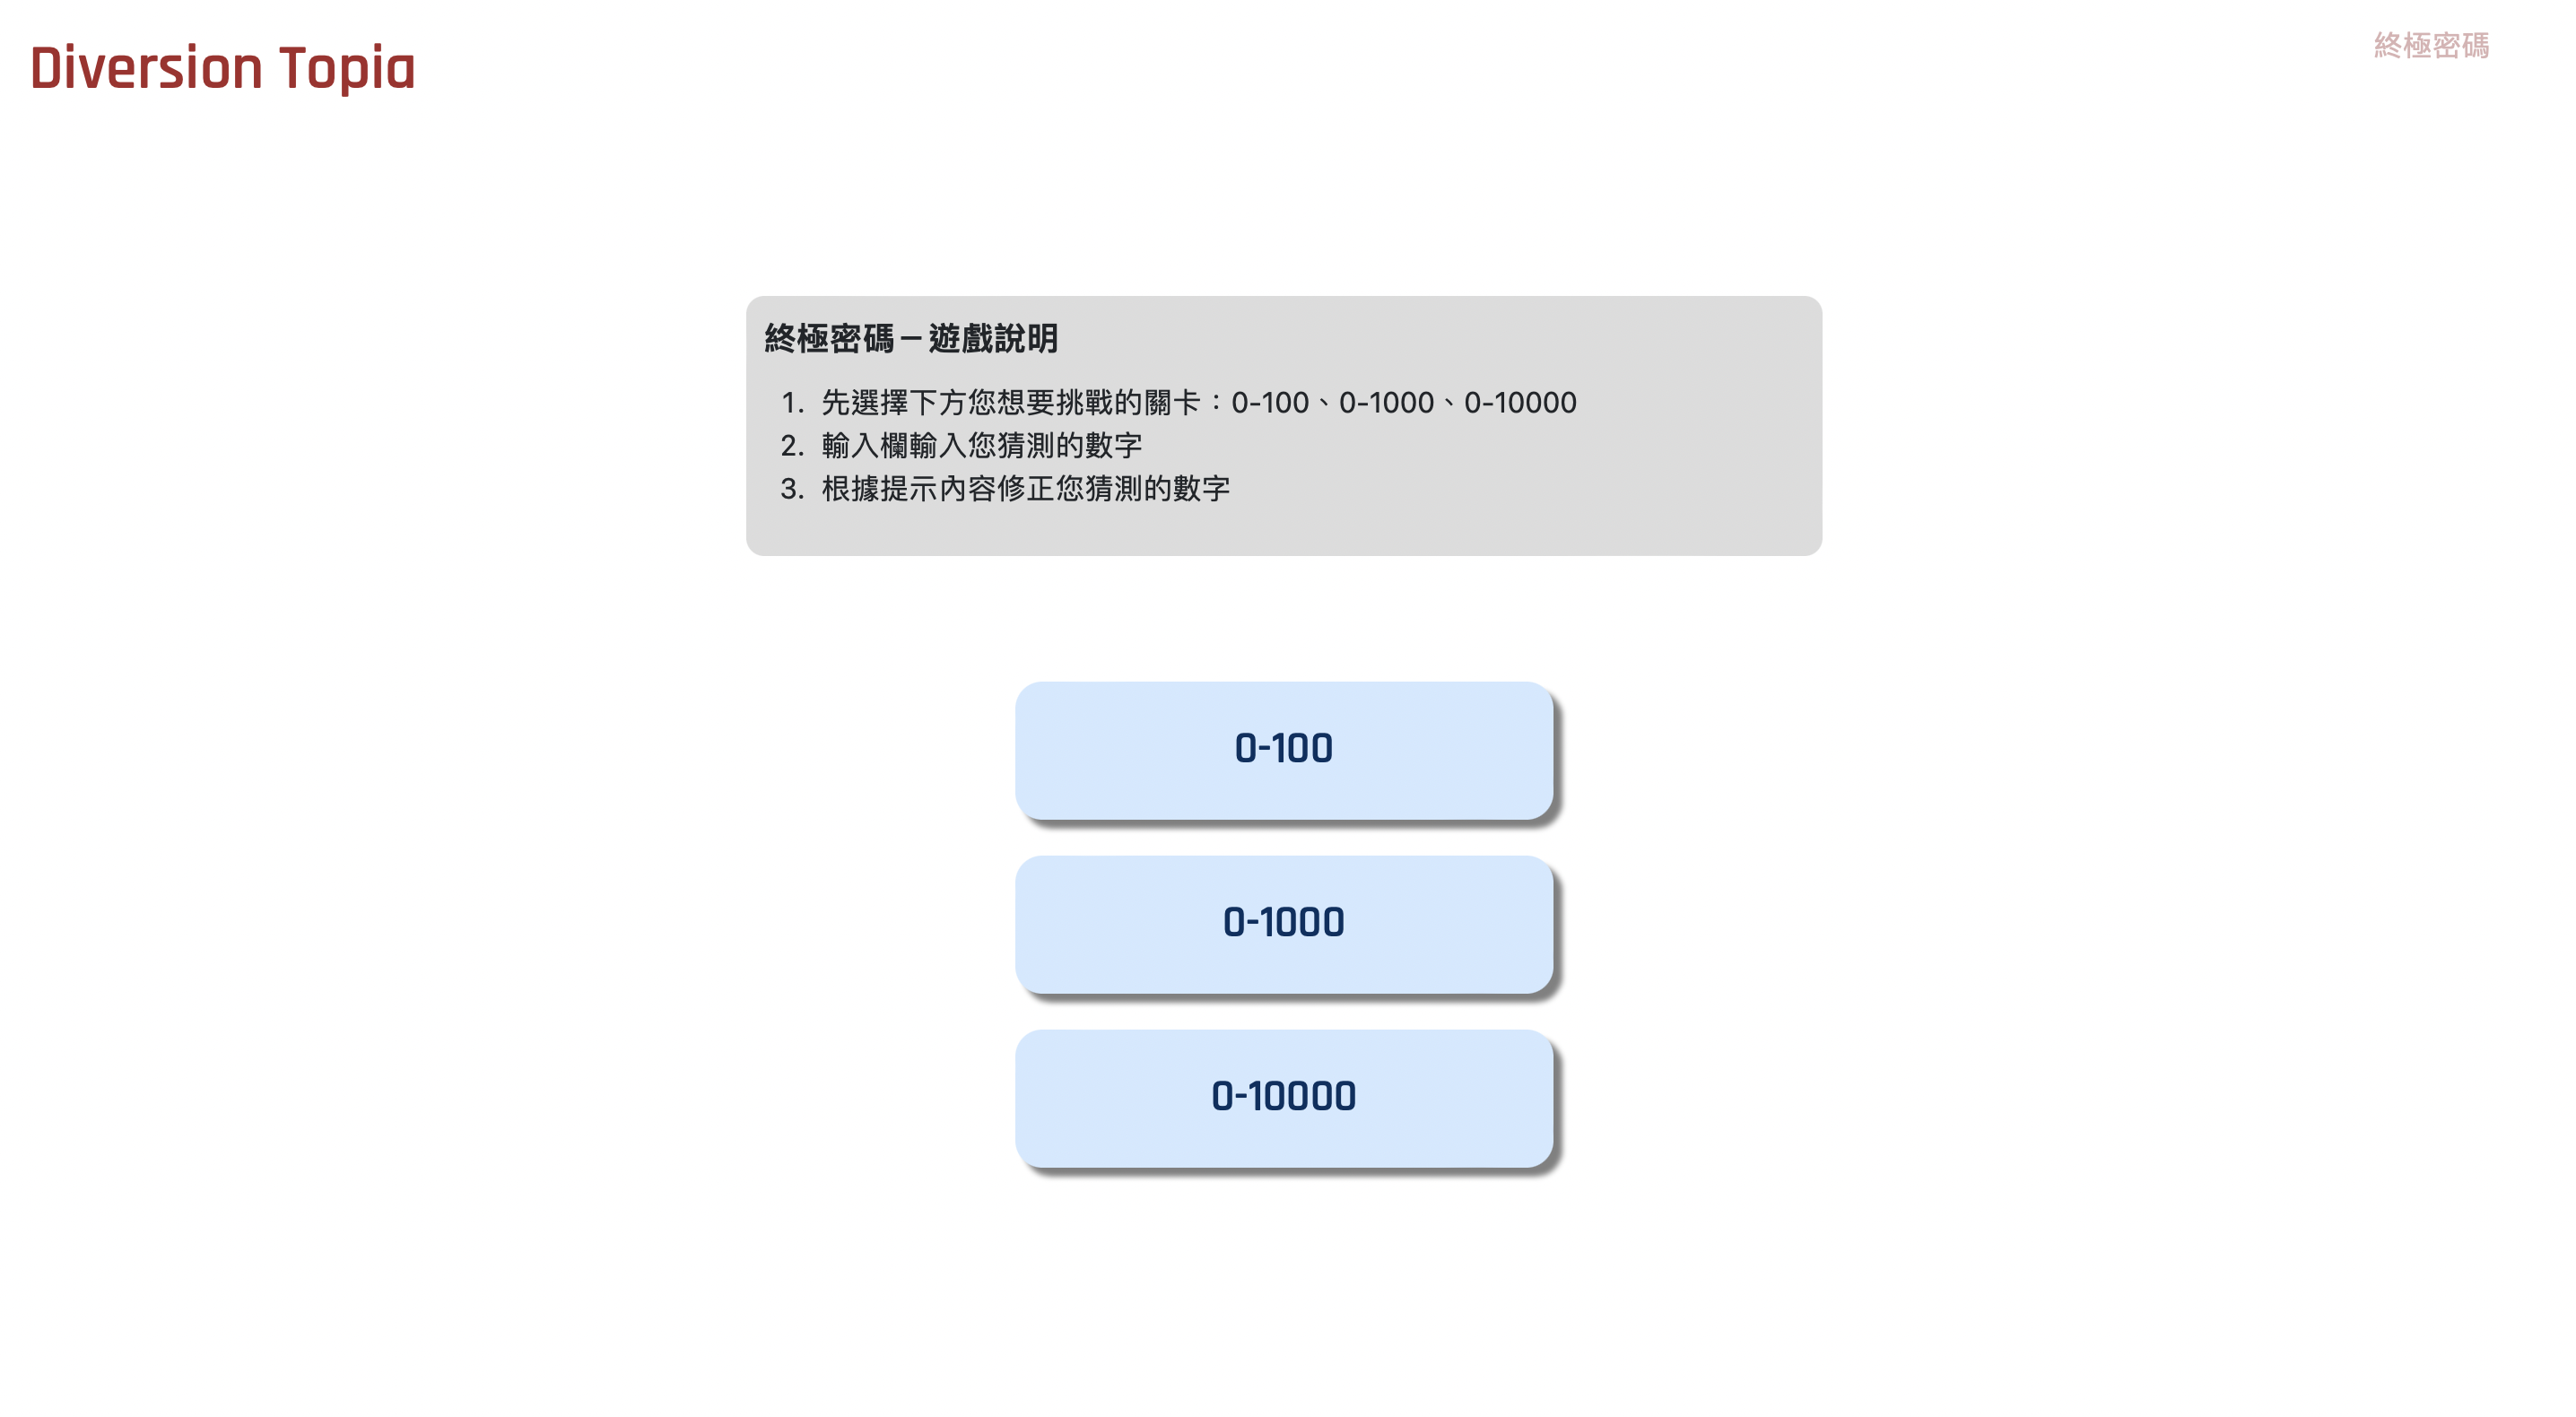 Diversion Topia
終極密碼
終極密碼－遊戲說明
1. 先選擇下方您想要挑戰的關卡：0-100、0-1000、0-10000
2. 輸入欄輸入您猜測的數字
3. 根據提示內容修正您猜測的數字
0-100
0-1000
0-10000